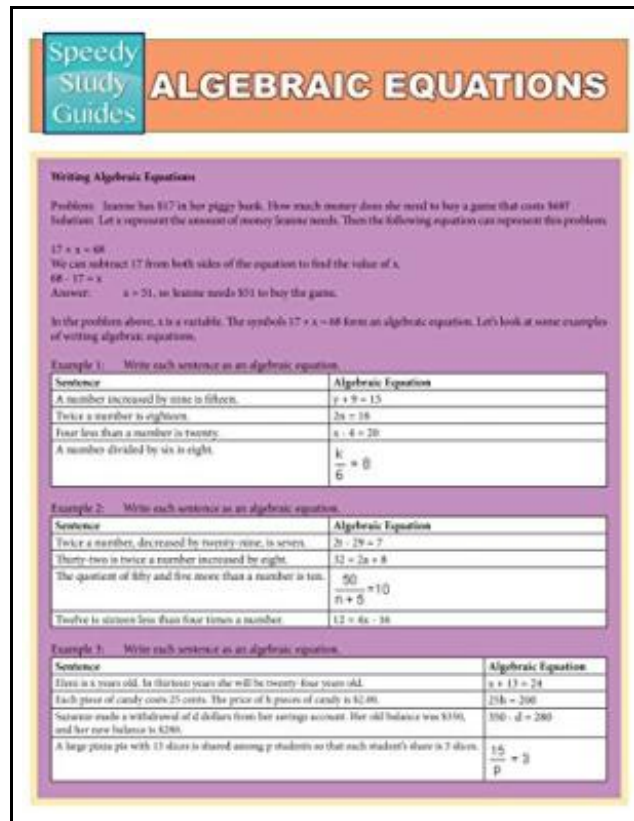 Speedy
Study
Guides
ALGEBRAIC EQUATIONS
Writing Algebraic Equations
Problem: Jeanne has $17 in her piggy bank. How much money does she need to buy a game that costs $68?
Solution: Let x represent the amount of money Jeanne needs. Then the following equation can represent this problem.
17 + x = 68
We can subtract 17 from both sides of the equation to find the value of x.
68 - 17 = x
Answer: x = 51, so Jeanne needs $51 to buy the game.
In the problem above, x is a variable. The symbols 17 + x = 68 form an algebraic equation. Let's look at some examples
of writing algebraic equations.
Example 1: Write each sentence as an algebraic equation.
Sentence Algebraic Equation
A number increased by nine is fifteen. y + 9 = 15
Twice a number is eighteen. 2n = 18
Four less than a number is twenty. x - 4 = 20
A number divided by six is eight. k/6 = 8
Example 2: Write each sentence as an algebraic equation.
Sentence Algebraic Equation
Twice a number, decreased by twenty-nine, is seven. 2t - 29 = 7
Thirty-two is twice a number increased by eight. 32 = 2a + 8
The quotient of fifty and five more than a number is ten. 50/(n + 5) =10
Twelve is sixteen less than four times a number. 12 = 4x - 16
Example 3: Write each sentence as an algebraic equation.
Sentence Algebraic Equation
is x years old. In thirteen years she will be twenty-four years old. x + 13 = 24
Each piece of candy costs 25 cents. The price of h pieces of candy is $2.00. 25h = 200
Suzanne made a withdrawal of d dollars from her savings account. Her old balance was $350,
and her new balance is $280. 350 - d = 280
A large pizza pie with 15 slices is shared among p students so that each student's share is 3 slices. 15/p = 3